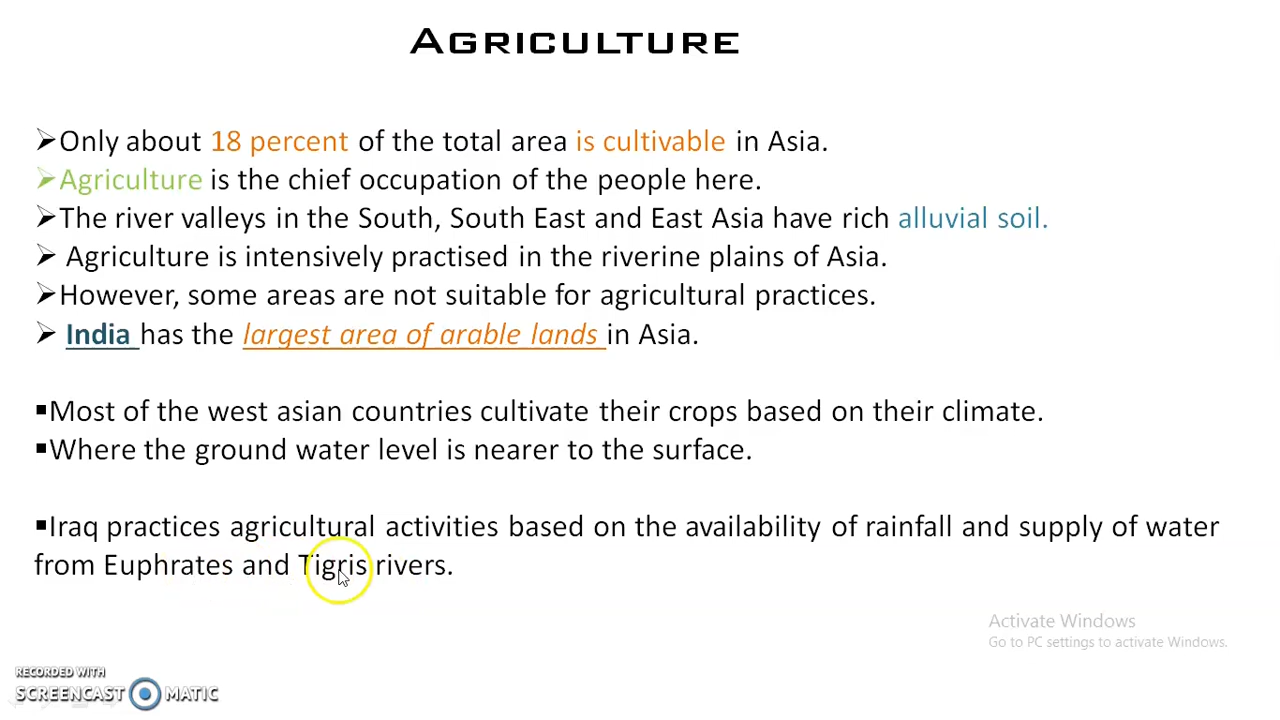 AGRICULTURE
➢Only about 18 percent of the total area is cultivable in Asia.
➢Agriculture is the chief occupation of the people here.
➢The river valleys in the South, South East and East Asia have rich alluvial soil.
➢ Agriculture is intensively practised in the riverine plains of Asia.
➢However, some areas are not suitable for agricultural practices.
➢ India has the largest area of arable lands in Asia.
▪Most of the west asian countries cultivate their crops based on their climate.
▪Where the ground water level is nearer to the surface.
▪Iraq practices agricultural activities based on the availability of rainfall and supply of water
from Euphrates and Tigris rivers.
Activate Windows
Go to PC settings to activate Windows.
RECORDED WITH
SCREENCAST MATIC